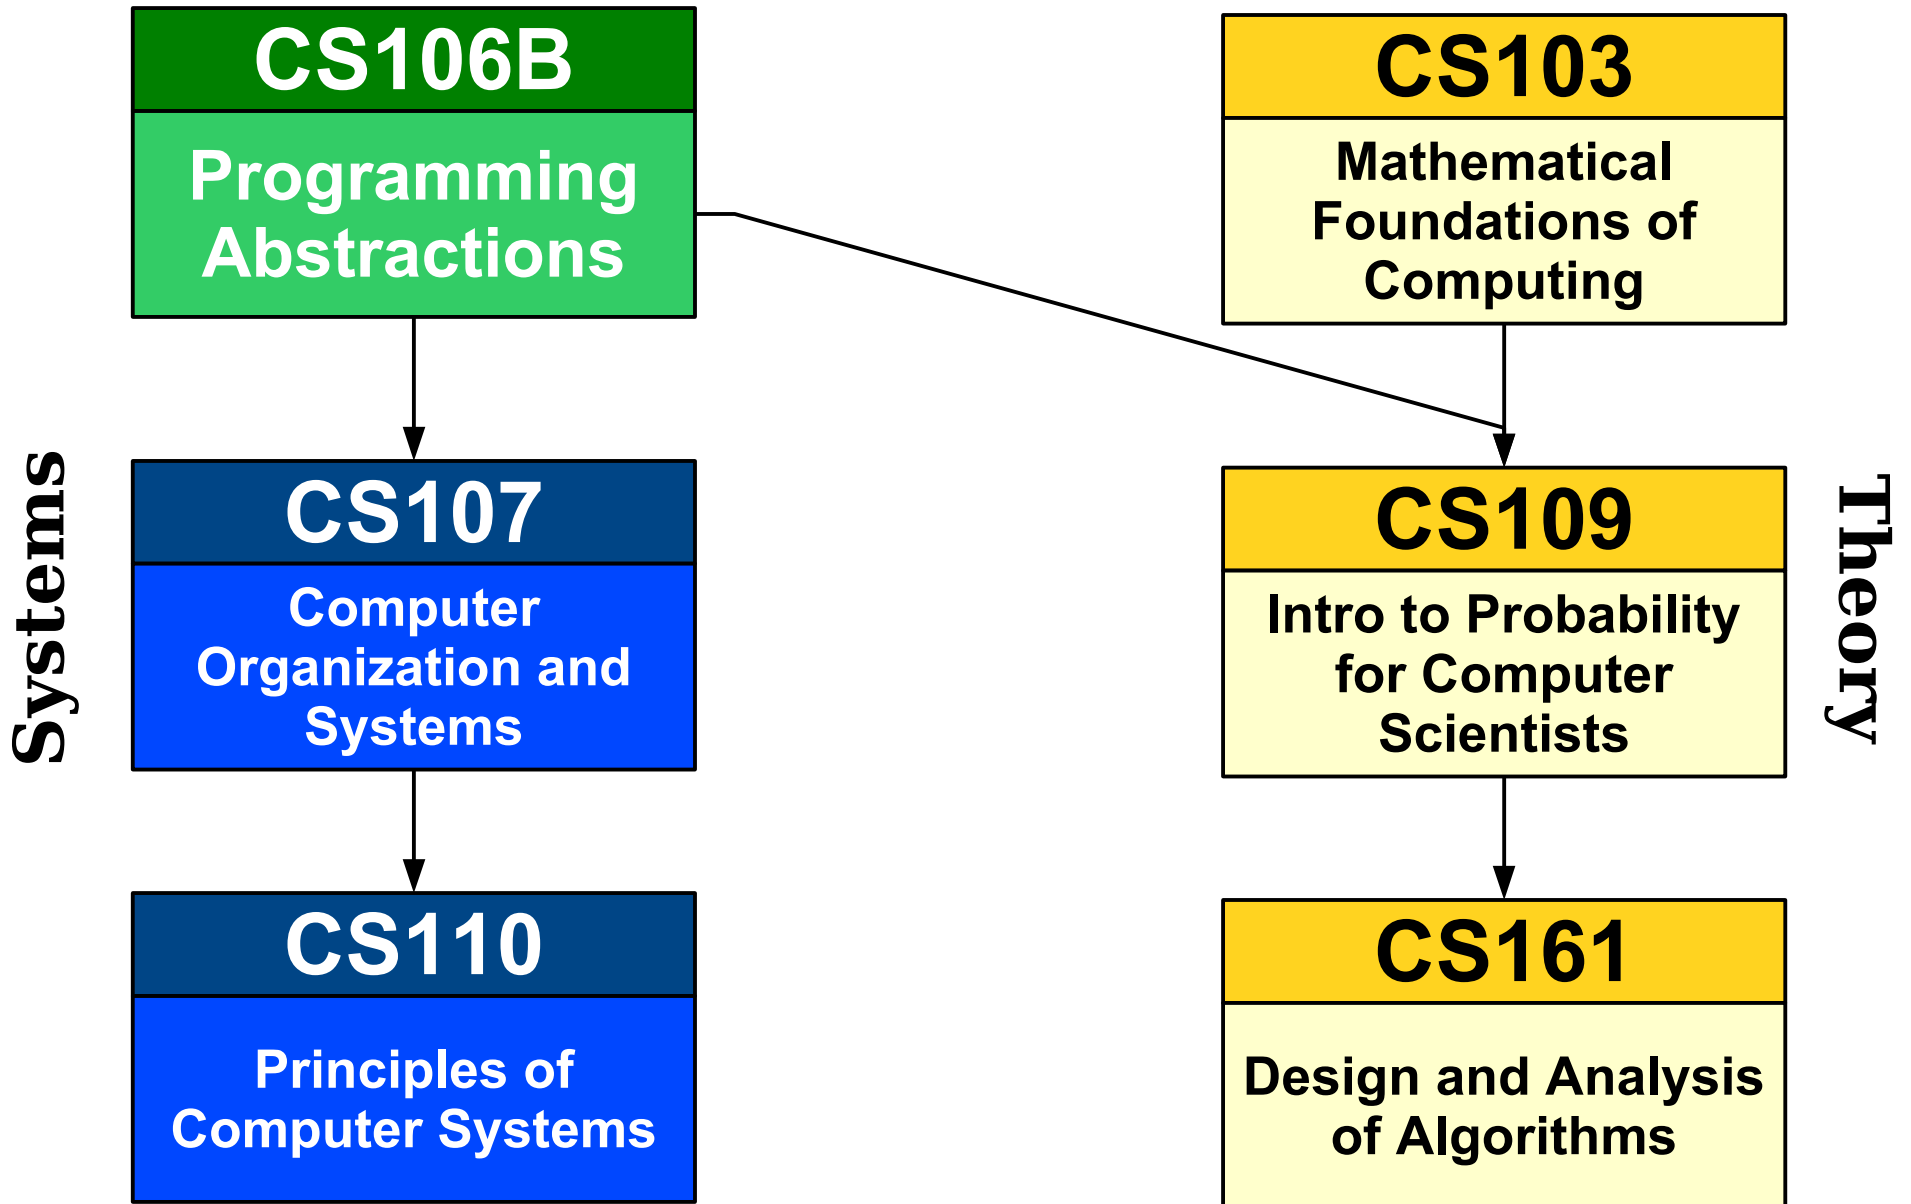 CS106B
Programming
Abstractions
CS103
Mathematical
Foundations of
Computing
Systems
CS107
Computer
Organization and
Systems
CS109
Intro to Probability
for Computer
Scientists
Theory
CS110
Principles of
Computer Systems
CS161
Design and Analysis
of Algorithms